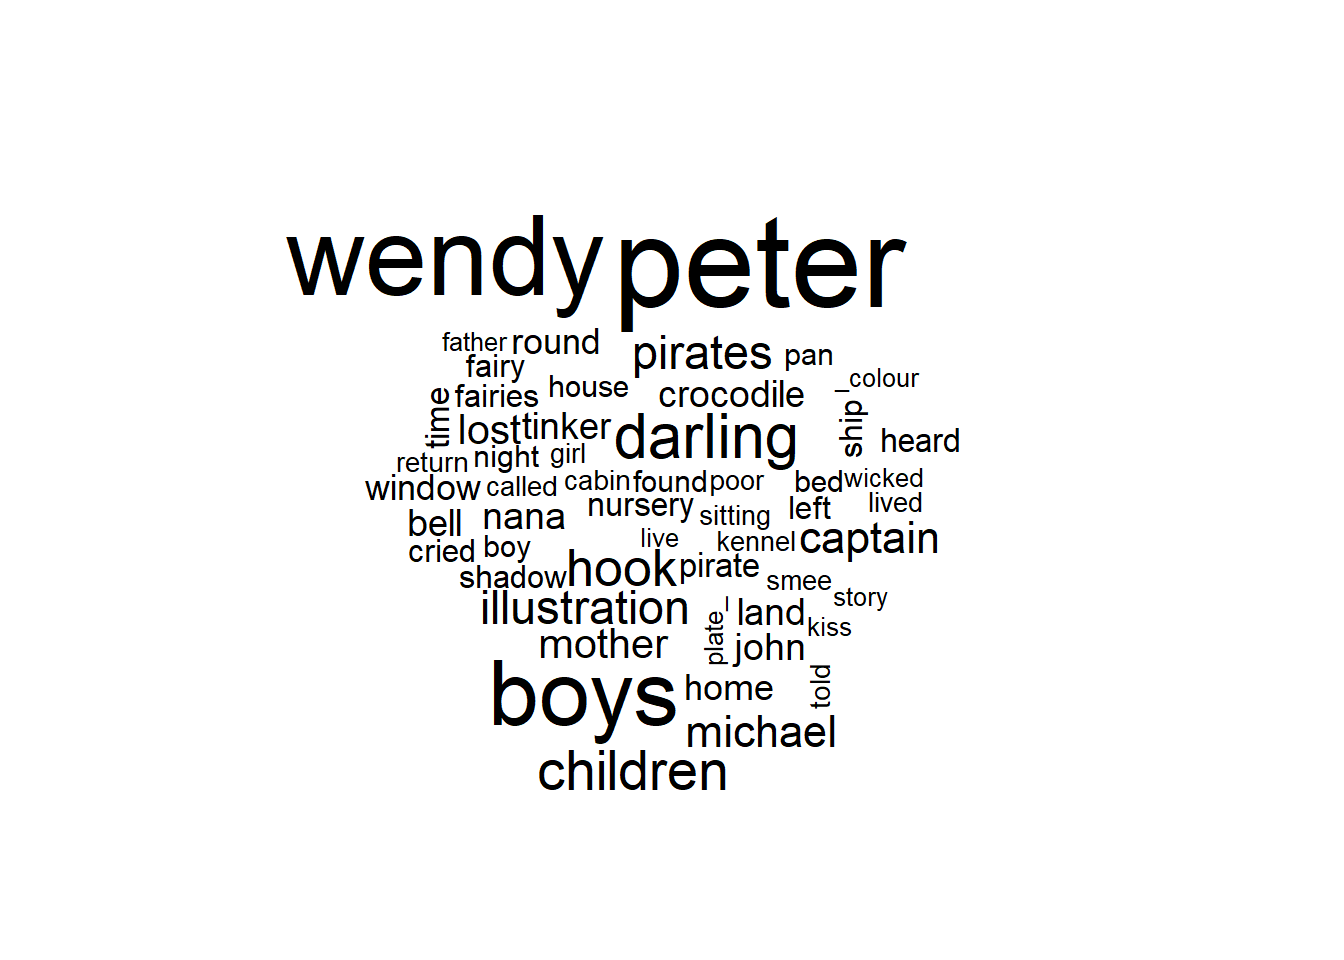 wendy peter
father round pirates pan
fairy
house crocodile _colour
time fairies
lost tinker darling ship heard
return night girl
window called cabin found poor bed wicked
bell nana nursery sitting left lived
cried boy live kennel captain
shadow hook pirate smee
illustration plate_ land story
mother john kiss
boys home told
michael
children